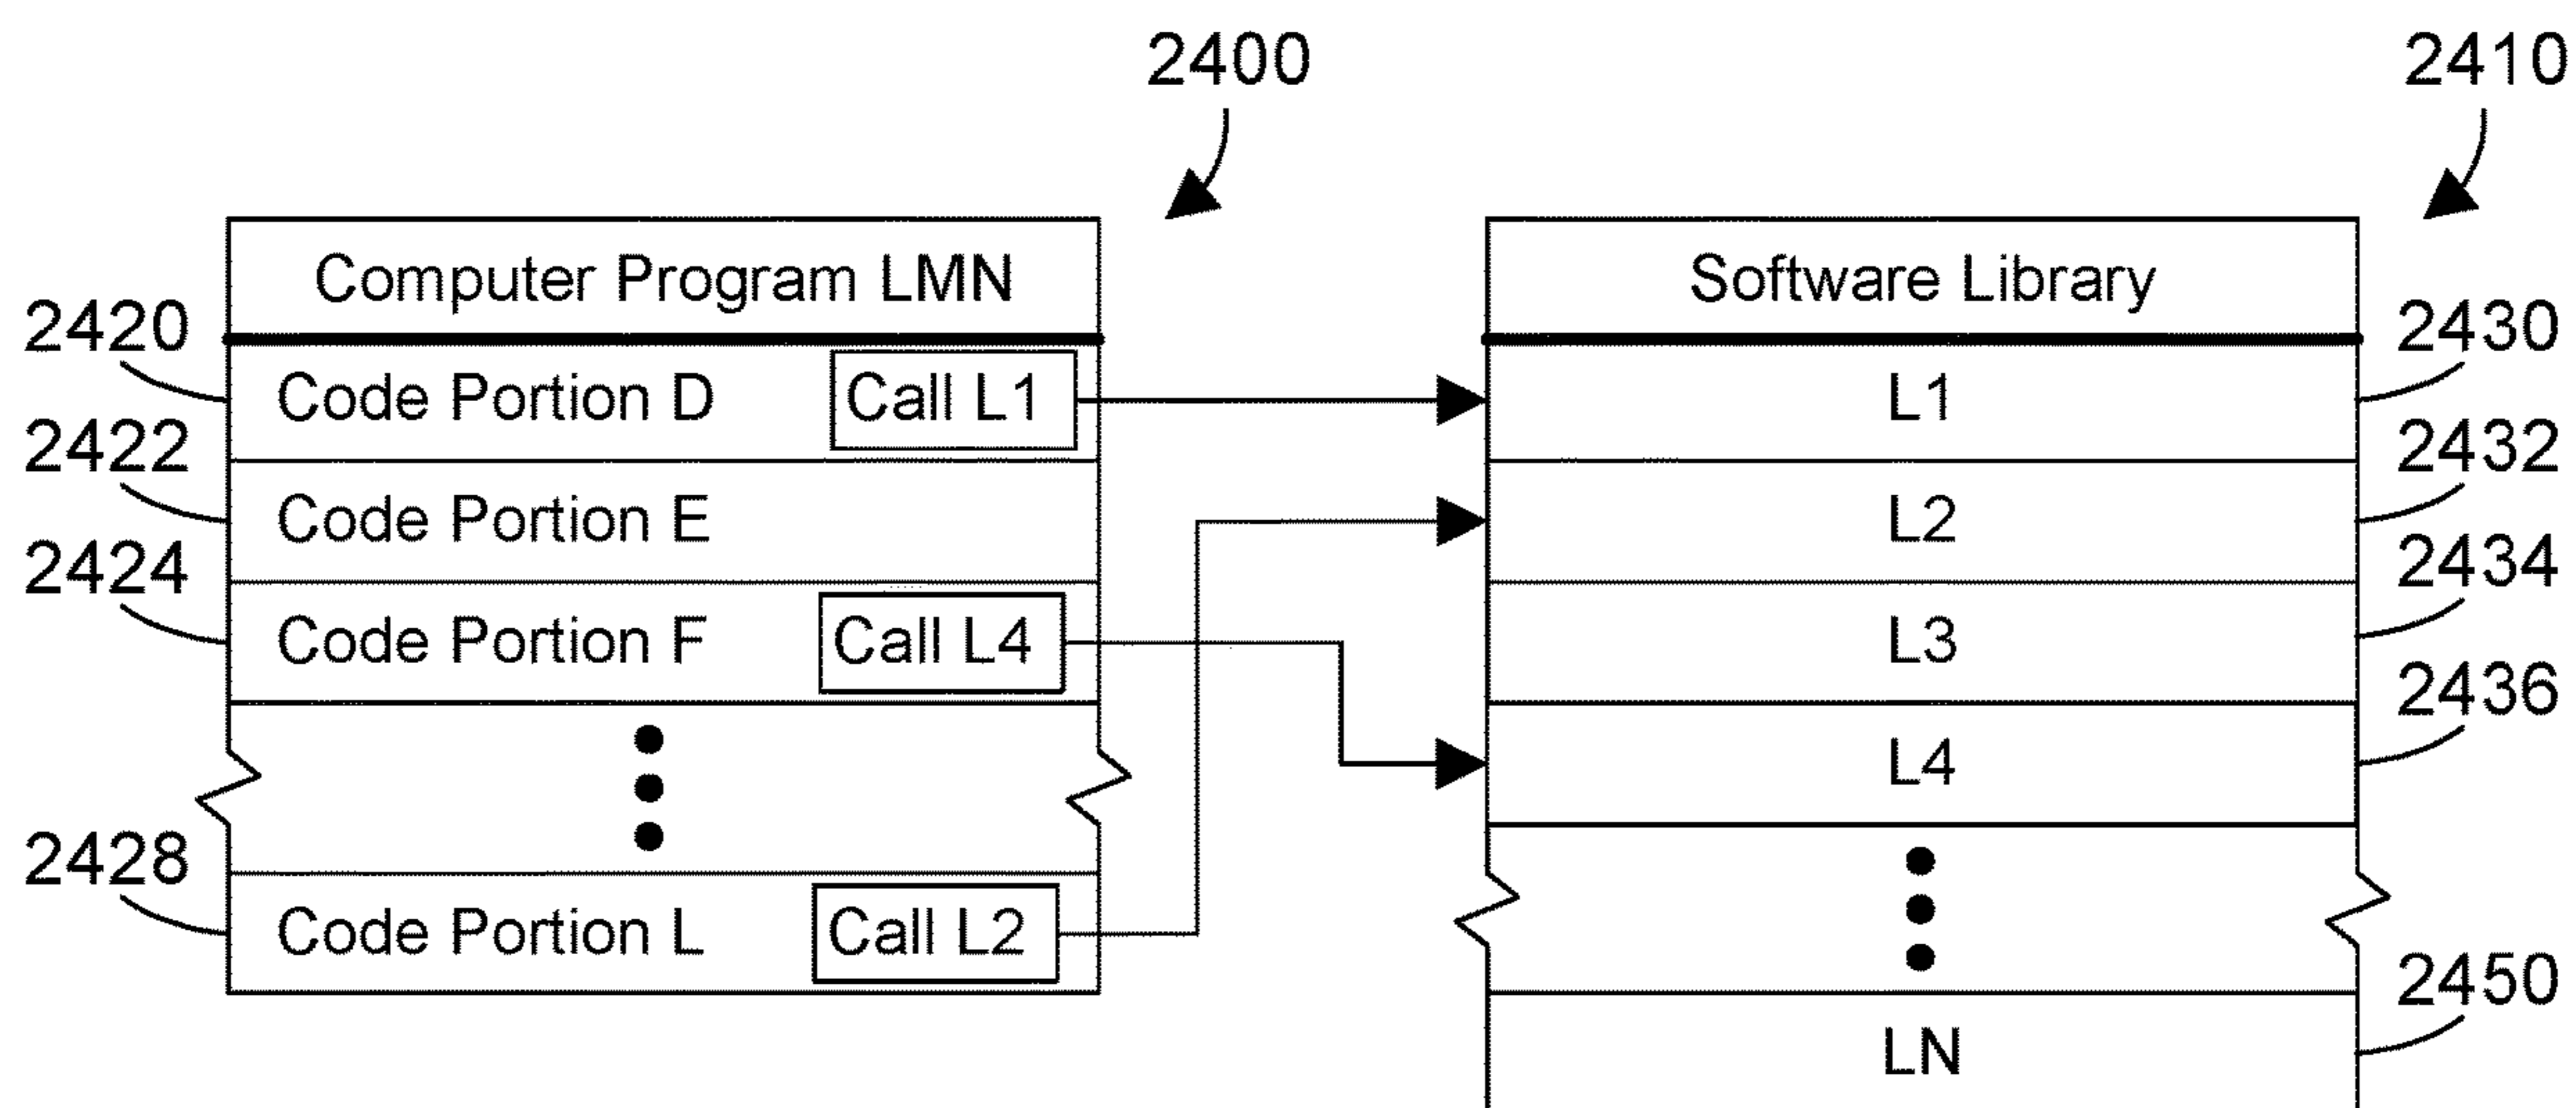 2400
2410
Computer Program LMN
Software Library
2420
Code Portion D
Call L1
L1
2430
2422
Code Portion E
L2
2432
2424
Code Portion F
Call L4
L3
2434
L4
2436
2428
Code Portion L
Call L2
LN
2450